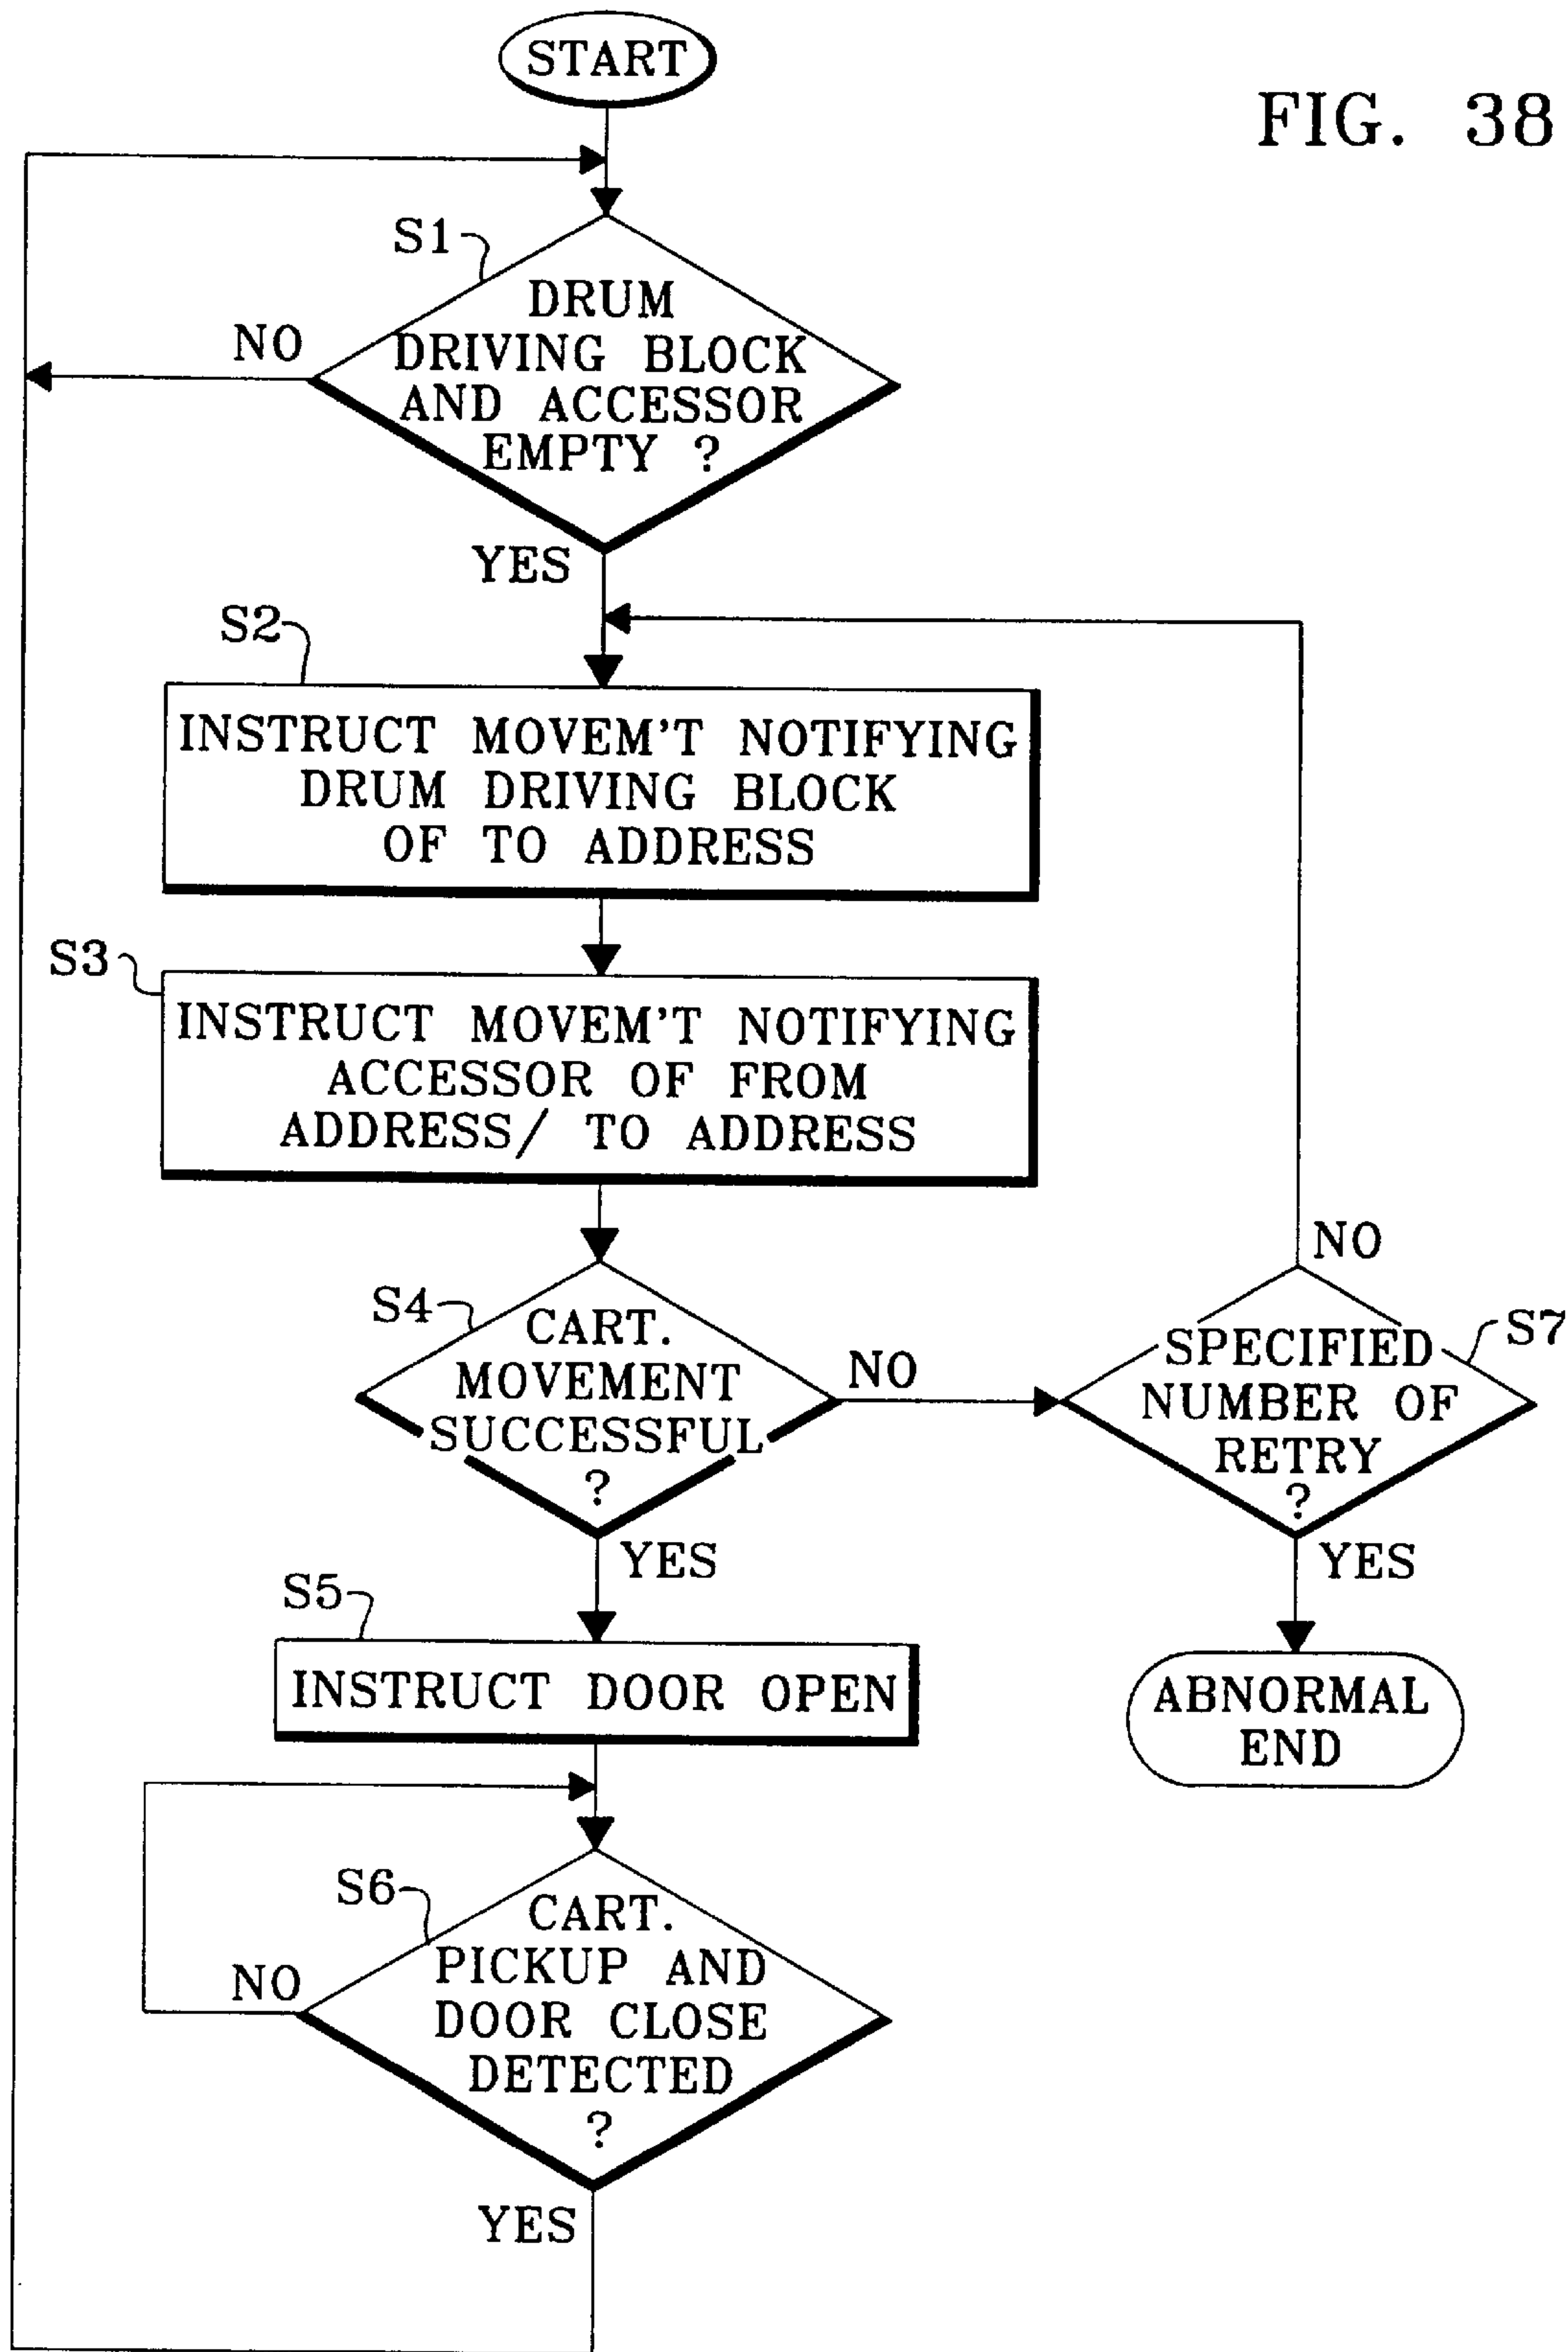 START
FIG. 38
S1
DRUM
DRIVING BLOCK
AND ACCESSOR
EMPTY ?
NO
YES
S2
INSTRUCT MOVEM'T NOTIFYING
DRUM DRIVING BLOCK
OF TO ADDRESS
S3
INSTRUCT MOVEM'T NOTIFYING
ACCESSOR OF FROM
ADDRESS/ TO ADDRESS
S4
CART.
MOVEMENT
SUCCESSFUL
?
NO
YES
S7
SPECIFIED
NUMBER OF
RETRY
?
NO
YES
ABNORMAL
END
S5
INSTRUCT DOOR OPEN
S6
CART.
PICKUP AND
DOOR CLOSE
DETECTED
?
NO
YES